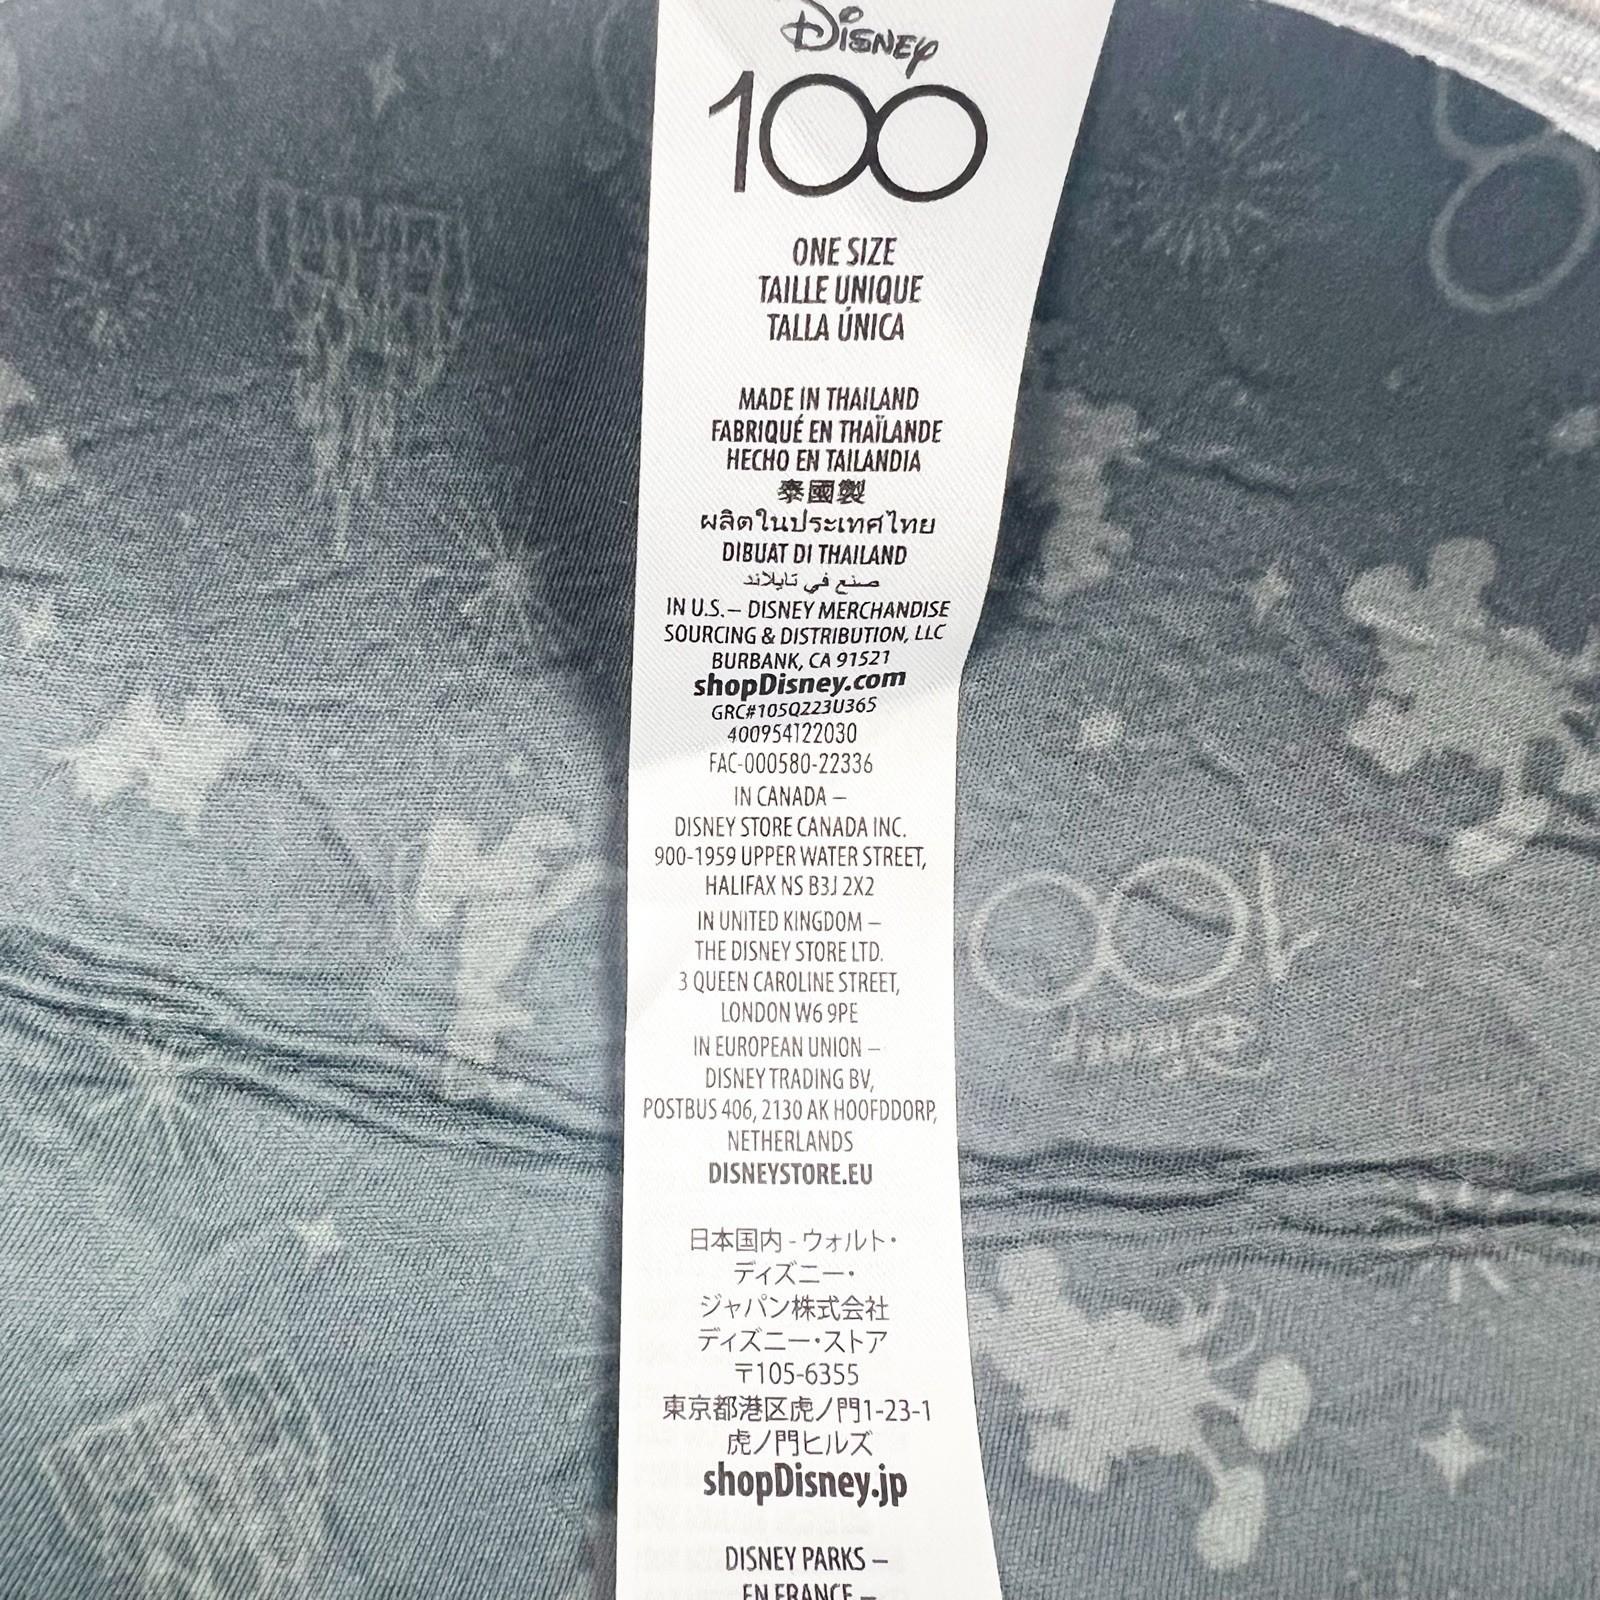 Disney
100
ONE SIZE
TAILLE UNIQUE
TALLA ÚNICA
MADE IN THAILAND
FABRIQUÉ EN THAÏLANDE
HECHO EN TAILANDIA
泰國製
ผลิตในประเทศไทย
DIBUAT DI THAILAND
صنع في تايلاند
IN U.S.– DISNEY MERCHANDISE
SOURCING & DISTRIBUTION, LLC
BURBANK, CA 91521
shopDisney.com
GRC#105Q223U365
400954122030
FAC-000580-22336
IN CANADA –
DISNEY STORE CANADA INC.
900-1959 UPPER WATER STREET,
HALIFAX NS B3J 2X2
IN UNITED KINGDOM –
THE DISNEY STORE LTD.
3 QUEEN CAROLINE STREET,
LONDON W6 9PE
IN EUROPEAN UNION –
DISNEY TRADING BV,
POSTBUS 406, 2130 AK HOOFDDORP,
NETHERLANDS
DISNEYSTORE.EU
日本国内 - ウォルト・
ディズニー・
ジャパン株式会社
ディズニー・ストア
〒105-6355
東京都港区虎ノ門1-23-1
虎ノ門ヒルズ
shopDisney.jp
DISNEY PARKS –
EN FRANCE –
100
Disney